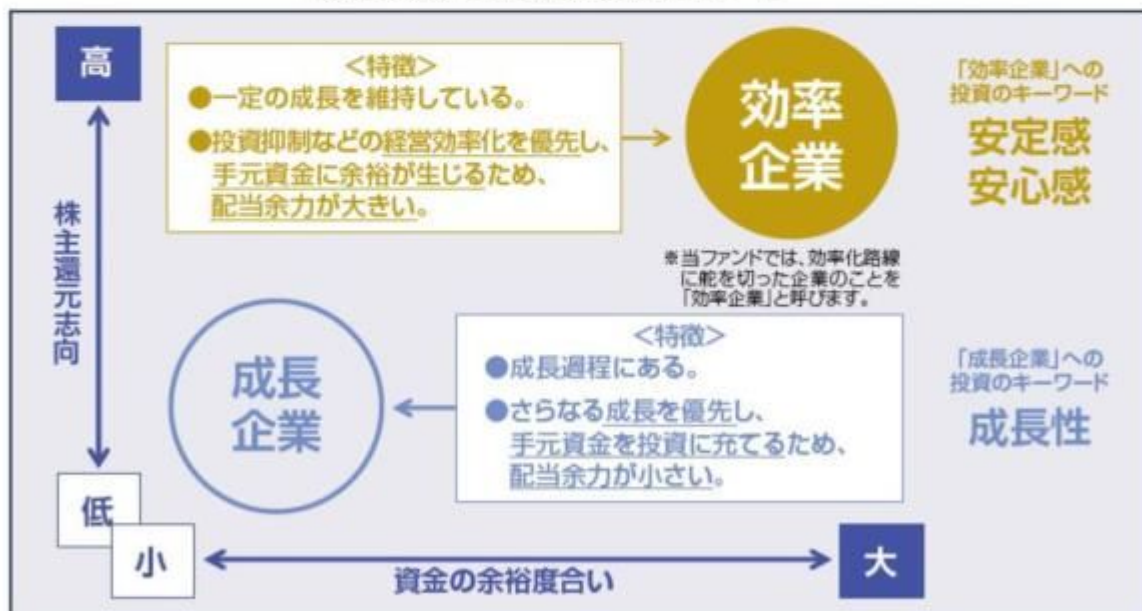 高
<特徴>
●一定の成長を維持している。
●投資抑制などの経営効率化を優先し、
手元資金に余裕が生じるため、
配当余力が大きい。
効率
企業
「効率企業」への
投資のキーワード
安定感
安心感
※当ファンドでは、効率化路線
に舵を切った企業のことを
「効率企業」と呼びます。
株主還元志向
成長
企業
<特徴>
●成長過程にある。
●さらなる成長を優先し、
手元資金を投資に充てるため、
配当余力が小さい。
「成長企業」への
投資のキーワード
成長性
低
小
資金の余裕度合い
大